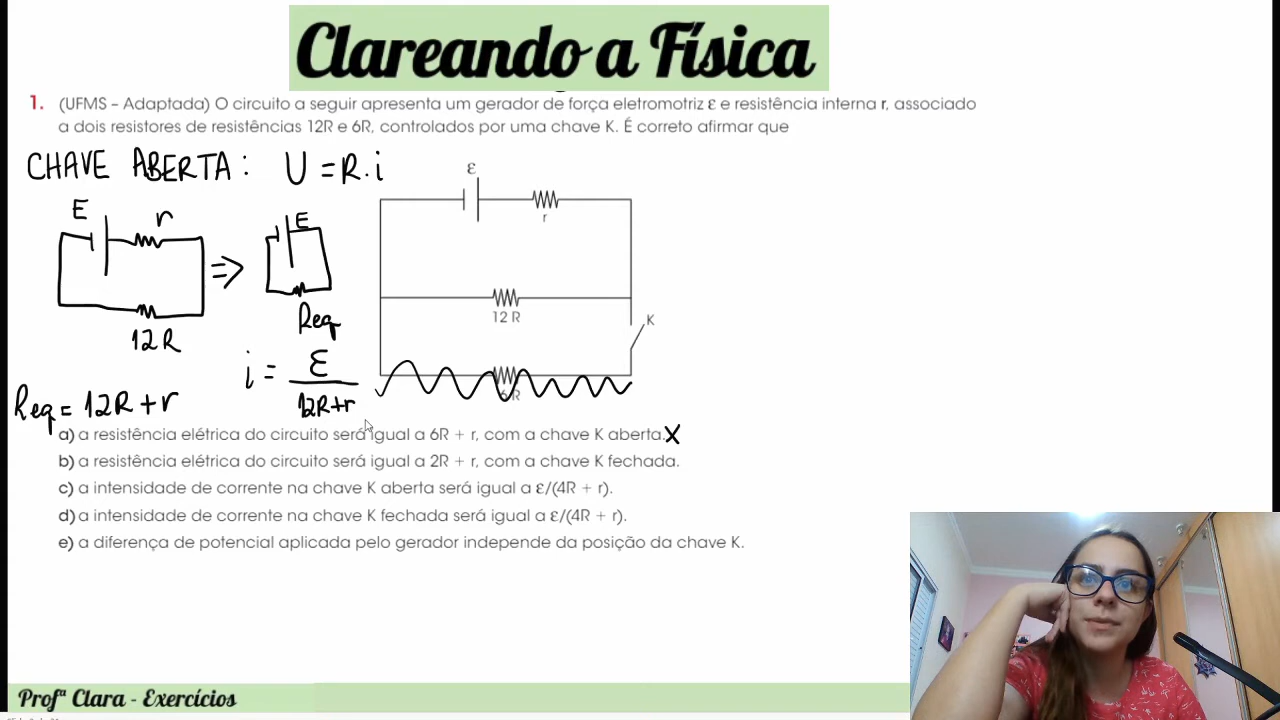 Clareando a Física
1. (UFMS – Adaptada) O circuito a seguir apresenta um gerador de força eletromotriz ε e resistência interna r, associado
a dois resistores de resistências 12R e 6R, controlados por uma chave K. É correto afirmar que
CHAVE ABERTA: U = R.i
E
r
12R
E
Req
ε
r
12 R
K
6R
Req = 12R + r
i = ε / 12R+r
a) a resistência elétrica do circuito será igual a 6R + r, com a chave K aberta. X
b) a resistência elétrica do circuito será igual a 2R + r, com a chave K fechada.
c) a intensidade de corrente na chave K aberta será igual a ε/(4R + r).
d) a intensidade de corrente na chave K fechada será igual a ε/(4R + r).
e) a diferença de potencial aplicada pelo gerador independe da posição da chave K.
Profª Clara - Exercícios